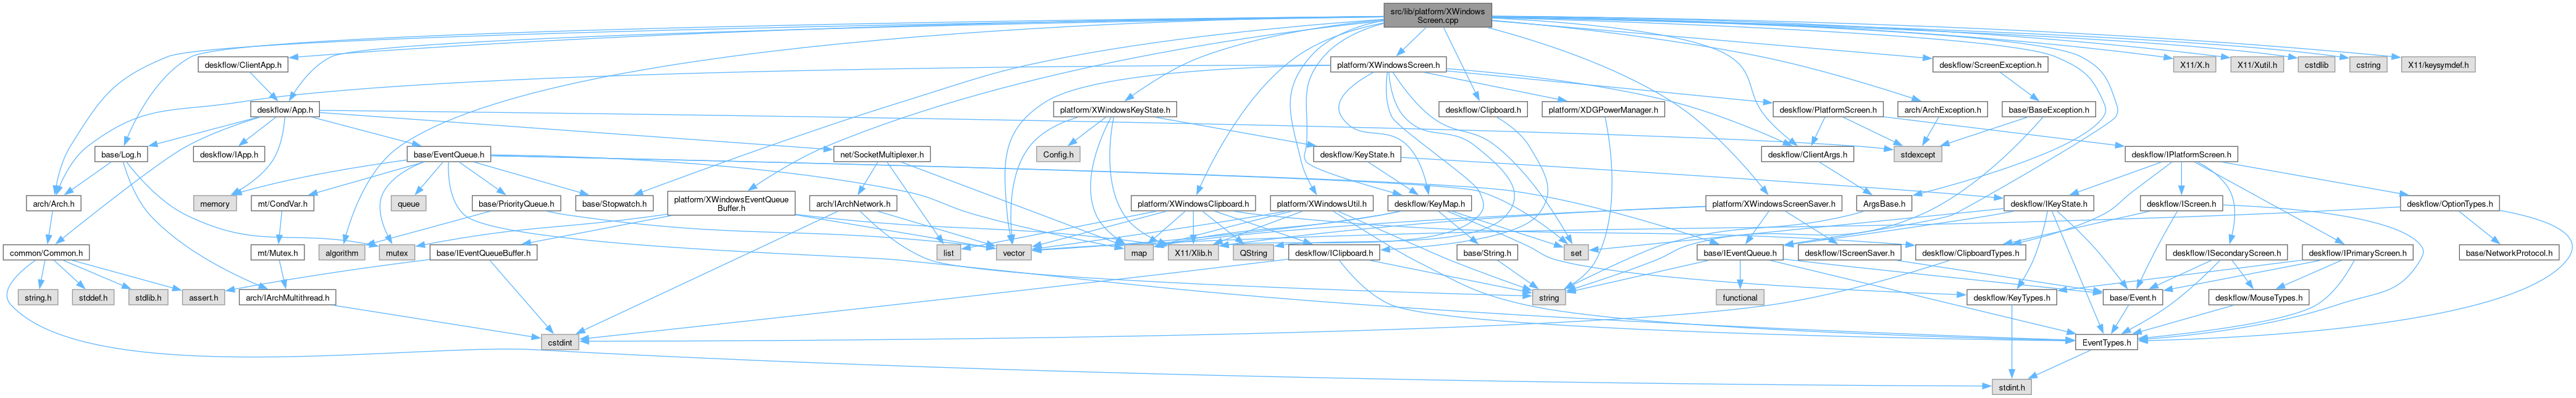 src/lib/platform/XWindows
Screen.cpp
deskflow/ClientApp.h
platform/XWindowsScreen.h
deskflow/ScreenException.h
X11/X.h
X11/Xutil.h
cstdlib
cstring
X11/keysymdef.h
deskflow/App.h
platform/XWindowsKeyState.h
deskflow/Clipboard.h
platform/XDGPowerManager.h
deskflow/PlatformScreen.h
arch/ArchException.h
base/BaseException.h
base/Log.h
deskflow/IApp.h
base/EventQueue.h
net/SocketMultiplexer.h
Config.h
deskflow/KeyState.h
deskflow/ClientArgs.h
stdexcept
deskflow/IPlatformScreen.h
arch/Arch.h
memory
mt/CondVar.h
queue
base/PriorityQueue.h
base/Stopwatch.h
platform/XWindowsEventQueue
Buffer.h
arch/IArchNetwork.h
platform/XWindowsClipboard.h
platform/XWindowsUtil.h
deskflow/KeyMap.h
platform/XWindowsScreenSaver.h
ArgsBase.h
deskflow/IKeyState.h
deskflow/IScreen.h
deskflow/OptionTypes.h
common/Common.h
mt/Mutex.h
algorithm
mutex
base/IEventQueueBuffer.h
list
vector
map
X11/Xlib.h
QString
deskflow/IClipboard.h
base/String.h
set
base/IEventQueue.h
deskflow/IScreenSaver.h
deskflow/ClipboardTypes.h
deskflow/ISecondaryScreen.h
deskflow/IPrimaryScreen.h
base/NetworkProtocol.h
string.h
stddef.h
stdlib.h
assert.h
arch/IArchMultithread.h
string
functional
deskflow/KeyTypes.h
base/Event.h
deskflow/MouseTypes.h
cstdint
EventTypes.h
stdint.h